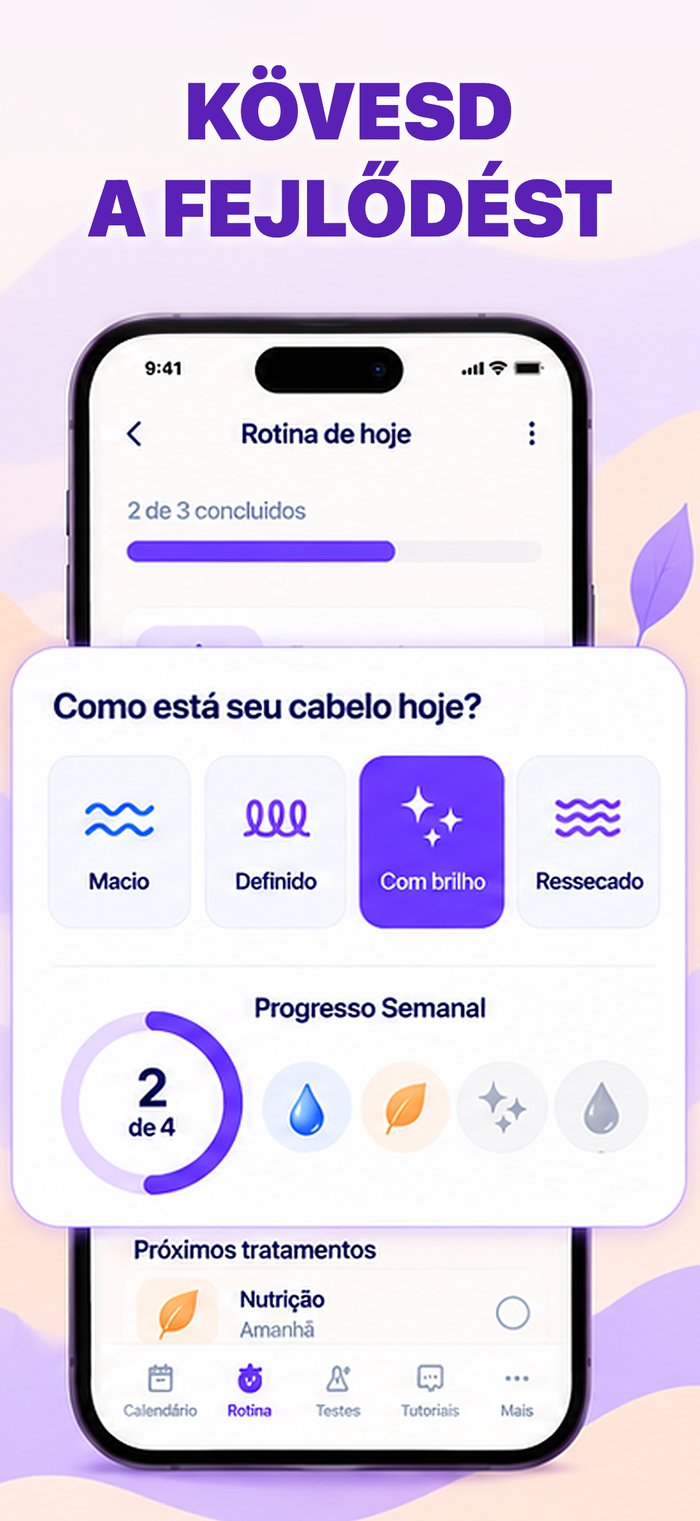 KÖVESD
A FEJLŐDÉST
9:41
Rotina de hoje
2 de 3 concluidos
Como está seu cabelo hoje?
Macio
Definido
Com brilho
Ressecado
Progresso Semanal
2
de 4
Próximos tratamentos
Nutrição
Amanhã
Calendário
Rotina
Testes
Tutoriais
Mais